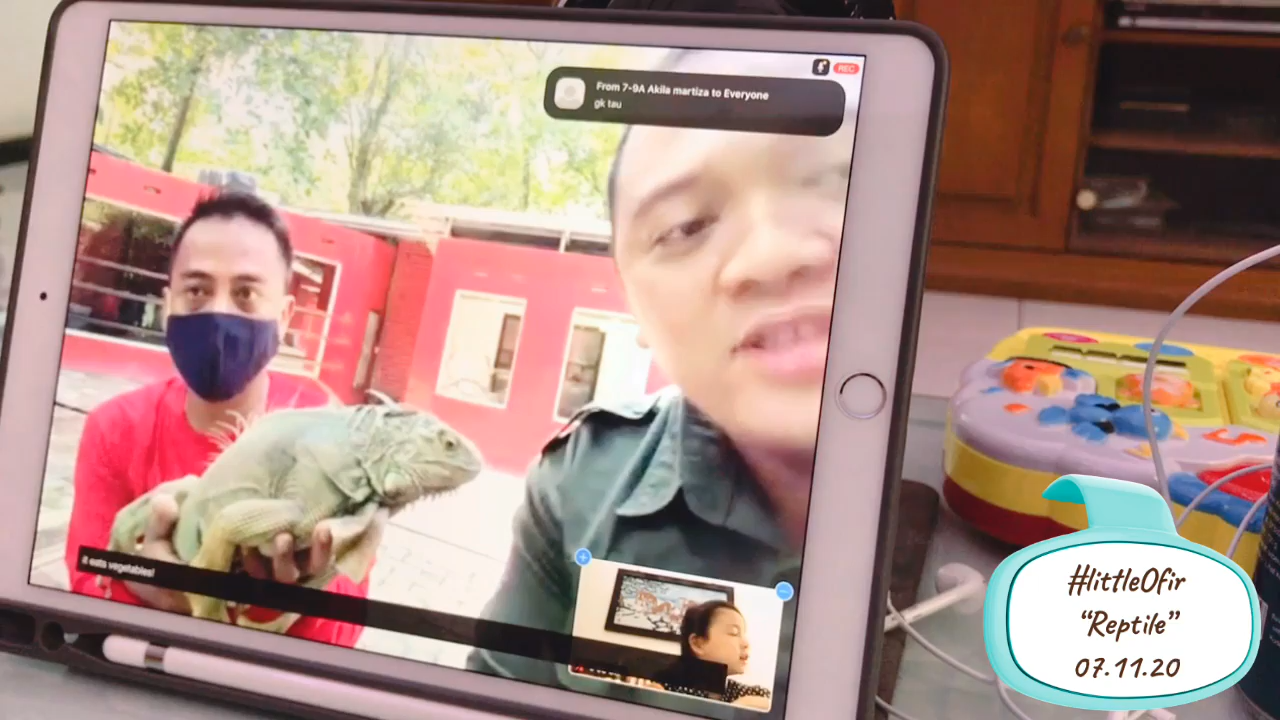 REC
From 7-9A Akila martiza to Everyone
gk tau
it eats vegetables!
#littleOfir
“Reptile”
07.11.20